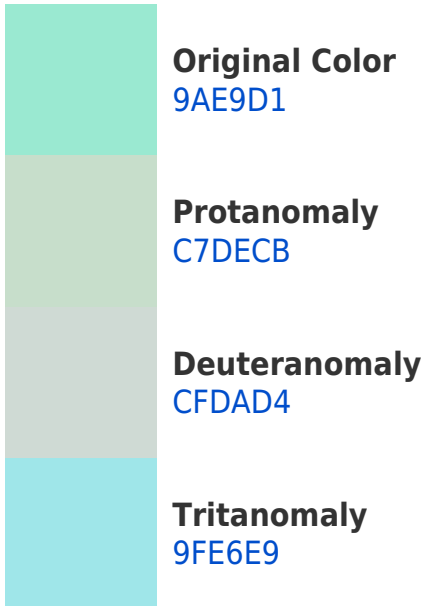 Original Color
9AE9D1
Protanomaly
C7DECB
Deuteranomaly
CFDAD4
Tritanomaly
9FE6E9